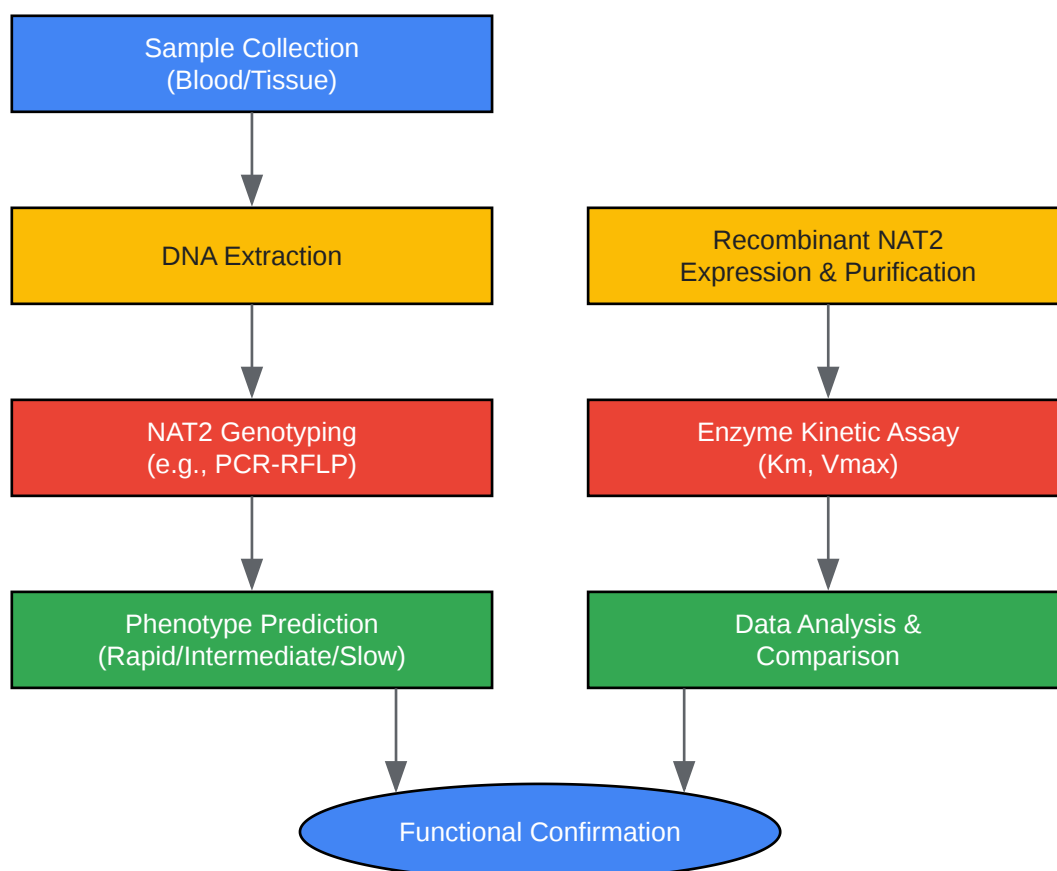 Sample Collection
(Blood/Tissue)
DNA Extraction
Recombinant NAT2
Expression & Purification
NAT2 Genotyping
(e.g., PCR-RFLP)
Enzyme Kinetic Assay
(Km, Vmax)
Phenotype Prediction
(Rapid/Intermediate/Slow)
Data Analysis &
Comparison
Functional Confirmation